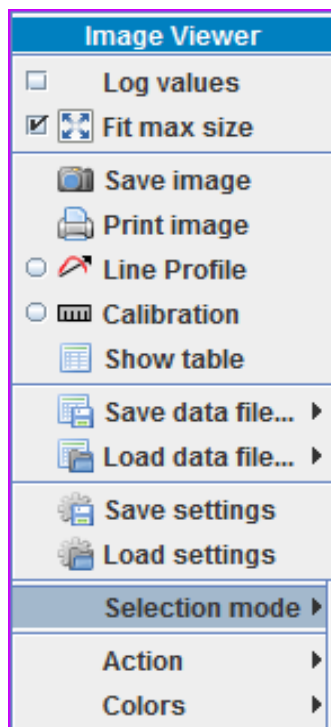 Image Viewer
Log values
Fit max size
Save image
Print image
Line Profile
Calibration
Show table
Save data file...
Load data file...
Save settings
Load settings
Selection mode
Action
Colors